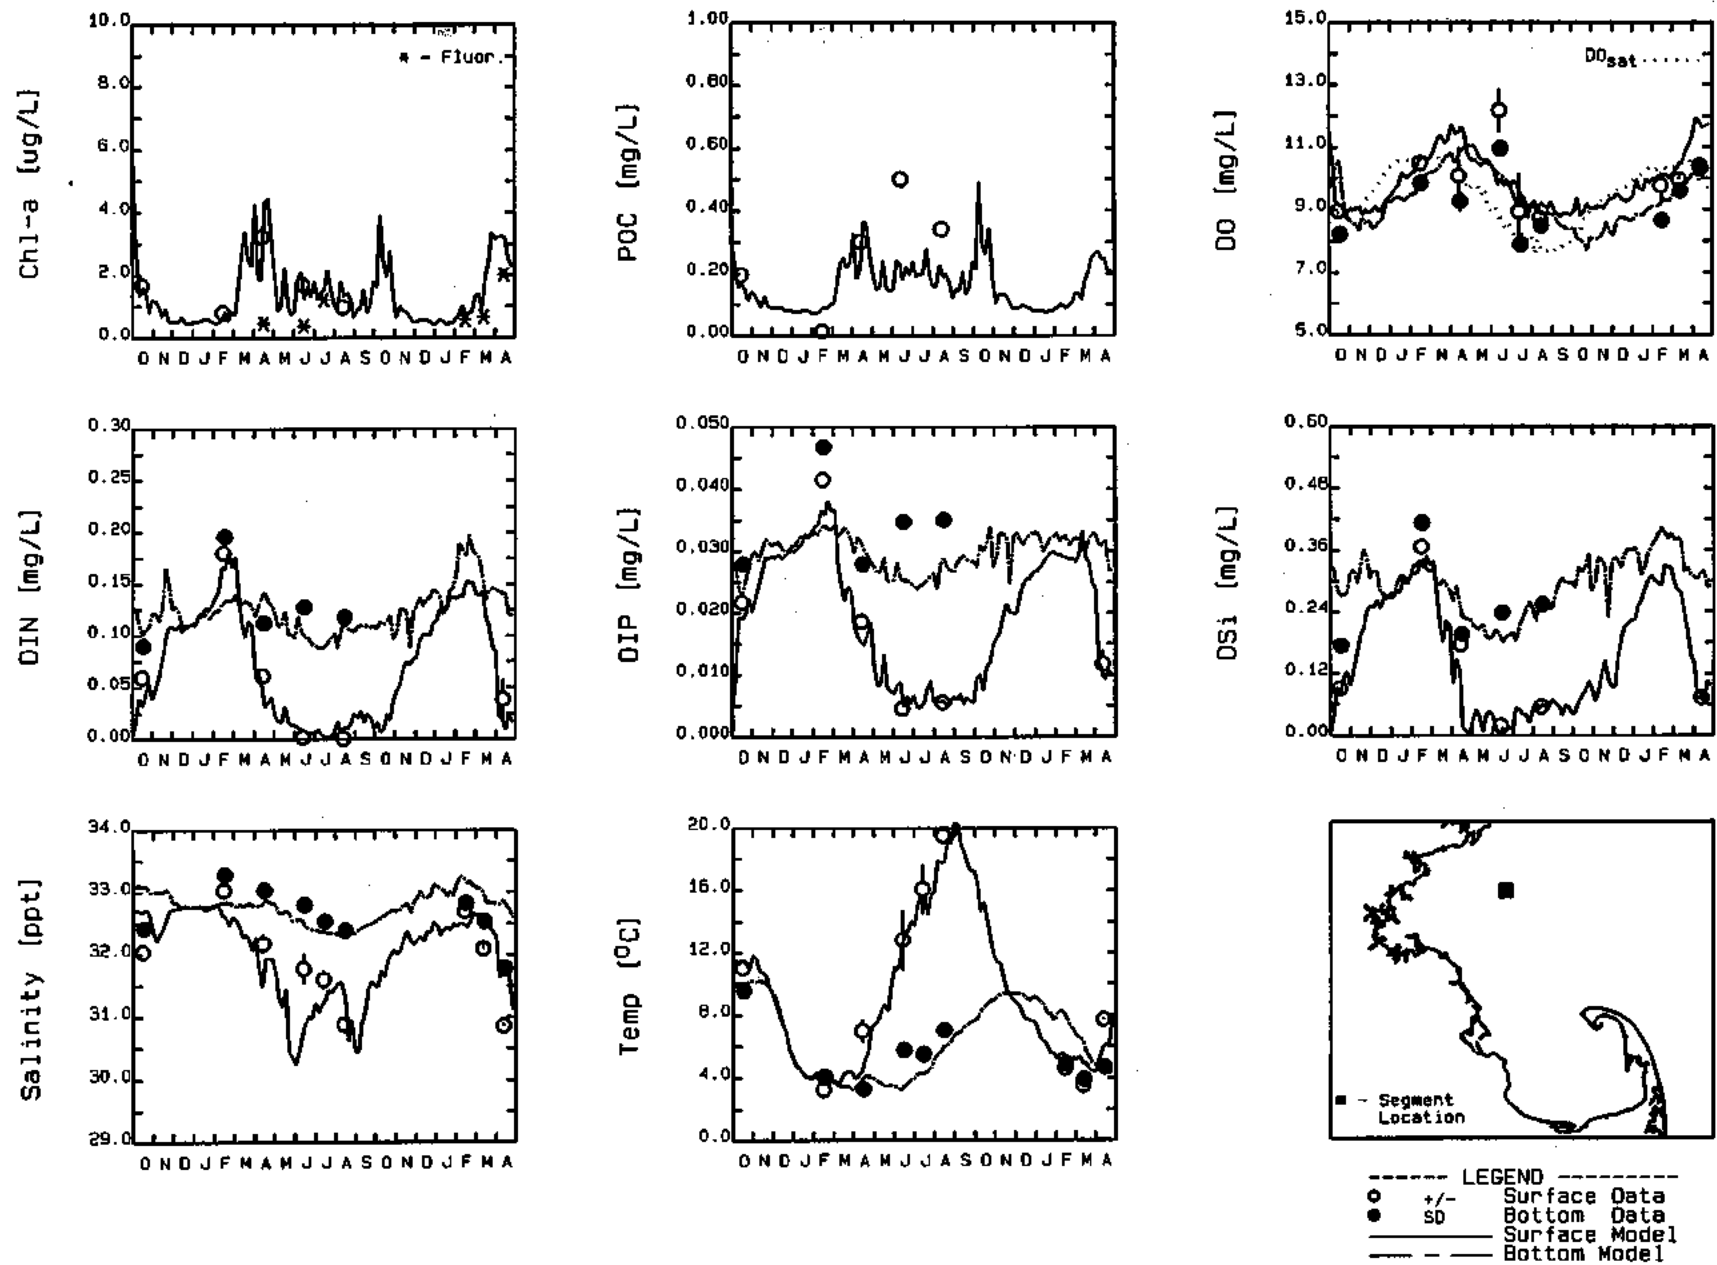 10.0
8.0
6.0
4.0
2.0
0.0
Chl-a [ug/L]
* - Fluor.
O N D J F M A M J J A S O N D J F M A
1.00
0.80
0.60
0.40
0.20
0.00
POC [mg/L]
O N D J F M A M J J A S O N D J F M A
15.0
13.0
11.0
9.0
7.0
5.0
DO [mg/L]
DOsat ......
O N D J F M A M J J A S O N D J F M A
0.30
0.25
0.20
0.15
0.10
0.05
0.00
DIN [mg/L]
O N D J F M A M J J A S O N D J F M A
0.050
0.040
0.030
0.020
0.010
0.000
DIP [mg/L]
O N D J F M A M J J A S O N D J F M A
0.60
0.48
0.36
0.24
0.12
0.00
DSi [mg/L]
O N D J F M A M J J A S O N D J F M A
34.0
33.0
32.0
31.0
30.0
29.0
Salinity [ppt]
O N D J F M A M J J A S O N D J F M A
20.0
16.0
12.0
8.0
4.0
0.0
Temp [ºC]
O N D J F M A M J J A S O N D J F M A
■ - Segment
Location
LEGEND
+/- Surface Data
SD Bottom Data
Surface Model
Bottom Model